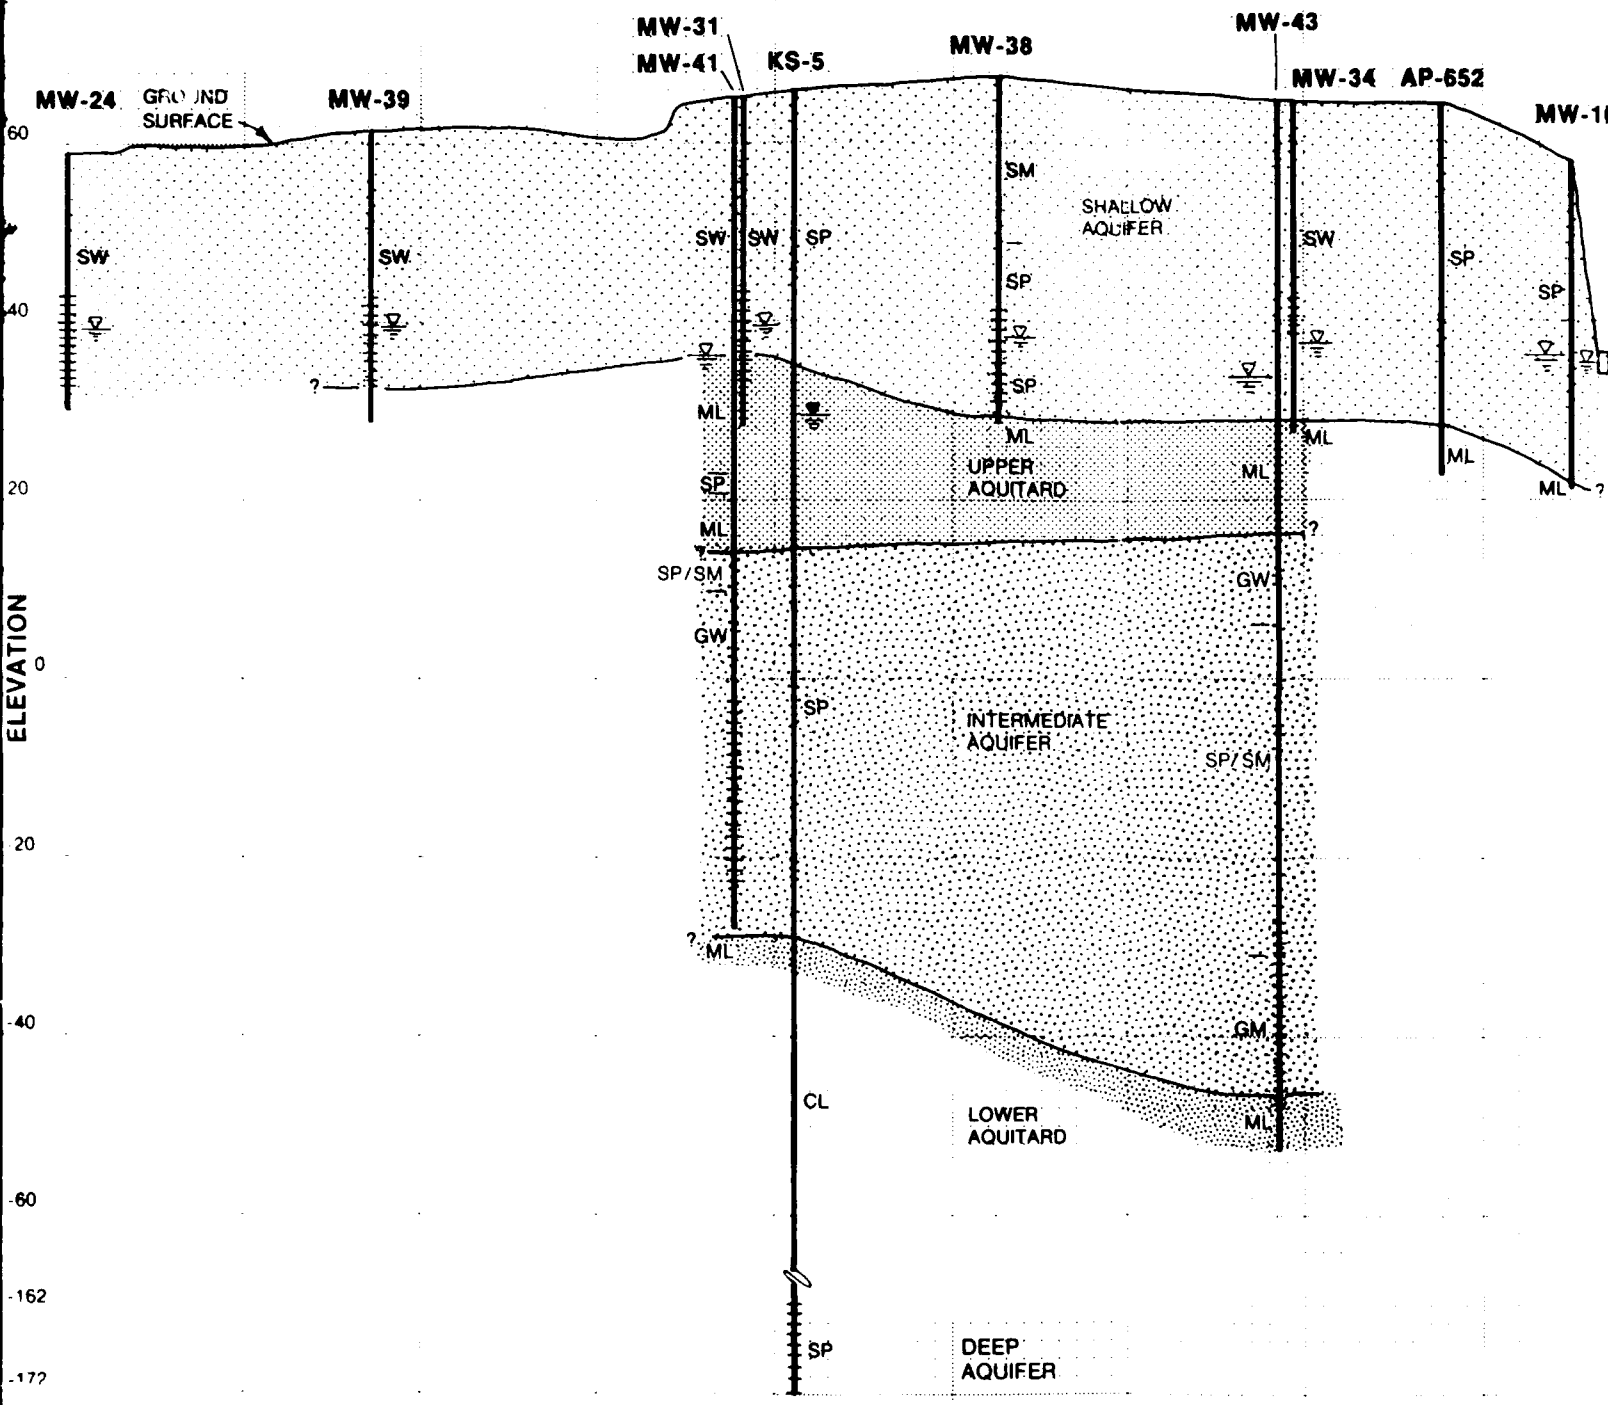 MW-31
MW-43
MW-41
KS-5
MW-38
MW-24
GROUND
SURFACE
MW-39
MW-34
AP-652
60
SM
SHALLOW
AQUIFER
SW
SW
SW
SW
SP
SW
SP
SP
SP
40
SP
?
ML
ML
ML
ML
UPPER
AQUITARD
ML
SP
20
ML
?
ML
?
?
SP/SM
GW
ELEVATION
GW
0
SP
INTERMEDIATE
AQUIFER
SP/SM
20
?
ML
-40
GM
CL
LOWER
AQUITARD
ML
-60
-162
SP
DEEP
AQUIFER
-172